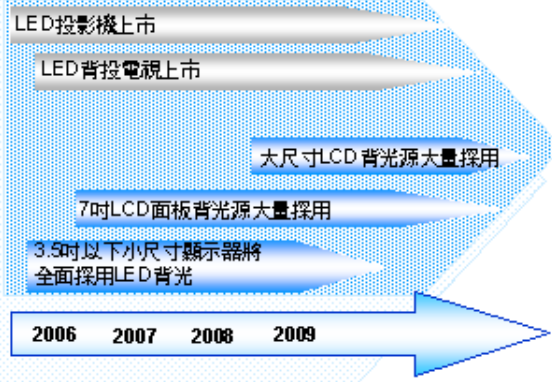 LED投影機上市
LED背投電視上市
大尺寸LCD背光源大量採用
7吋LCD面板背光源大量採用
3.5吋以下小尺寸顯示器將
全面採用LED背光
2006 2007 2008 2009